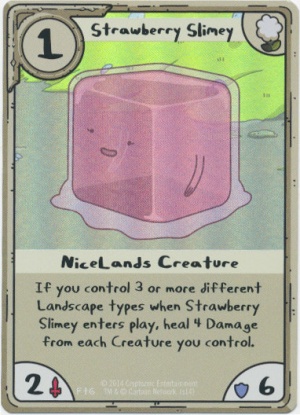 1
Strawberry Slimey
NiceLands Creature
If you control 3 or more different
Landscape types when Strawberry
Slimey enters play, heal 4 Damage
from each Creature you control.
2
6